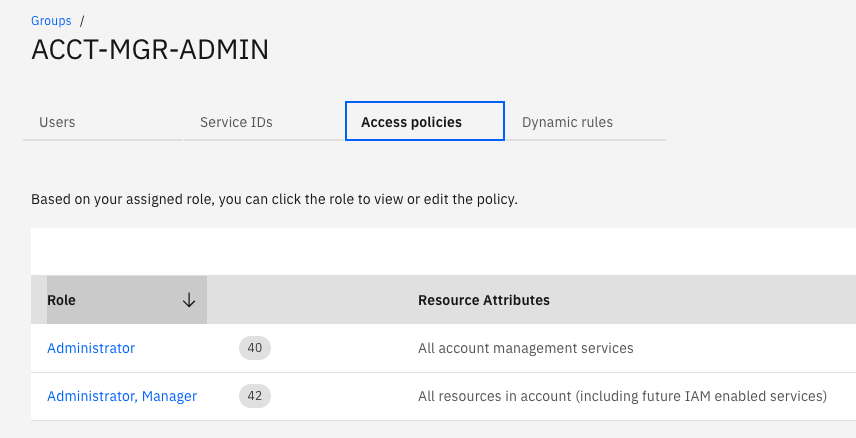 Groups /
ACCT-MGR-ADMIN
Users Service IDs Access policies Dynamic rules
Based on your assigned role, you can click the role to view or edit the policy.
Role Resource Attributes
Administrator 40 All account management services
Administrator, Manager 42 All resources in account (including future IAM enabled services)